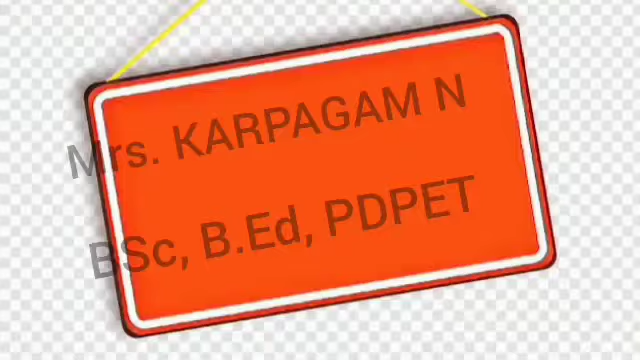 Mrs. KARPAGAM N
BSc, B.Ed, PDPET